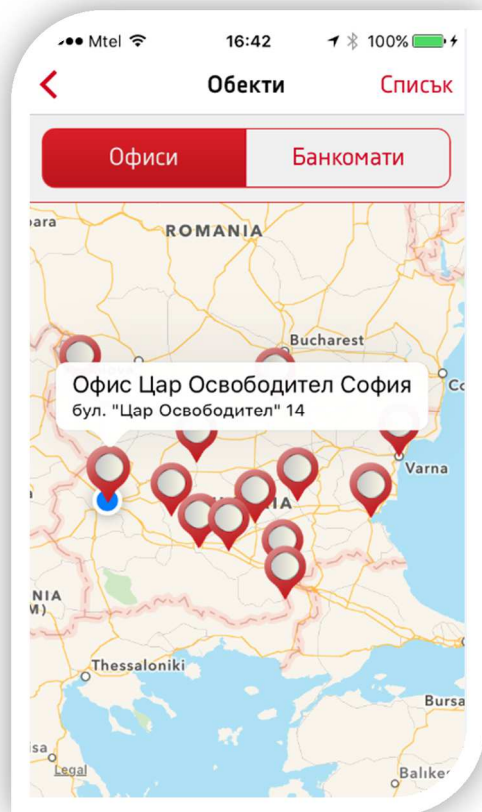 Mtel 16:42 100%
Обекти Списък
Офиси Банкомати
ROMANIA
Bucharest
Офис Цар Освободител София
бул. "Цар Освободител" 14
Varna
Thessaloniki
Bursa
Legal